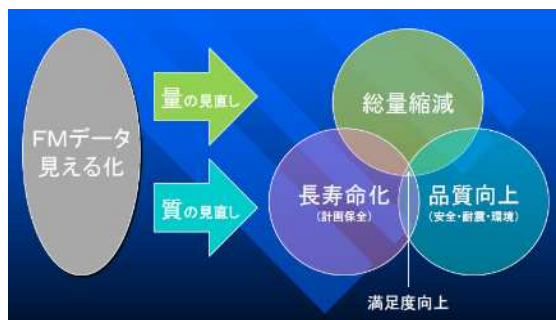 FMデータ
見える化
量の見直し
質の見直し
総量縮減
長寿命化
(計画保全)
品質向上
(安全・耐震・環境)
満足度向上